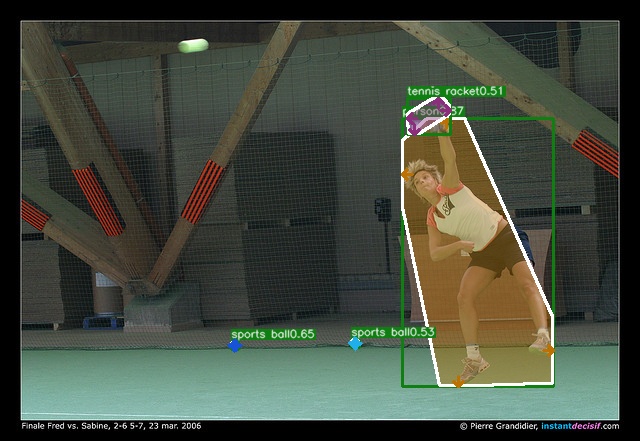 tennis racket0.51
person0.87
sports ball0.65
sports ball0.53
Finale Fred vs. Sabine, 2-6 5-7, 23 mar. 2006
© Pierre Grandidier, instantdecisif.com